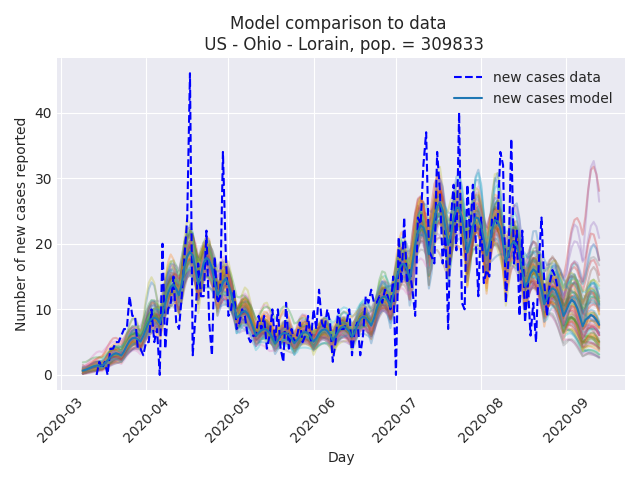 Model comparison to data
US - Ohio - Lorain, pop. = 309833
new cases data
new cases model
Number of new cases reported
40
30
20
10
0
2020-03
2020-04
2020-05
2020-06
2020-07
2020-08
2020-09
Day